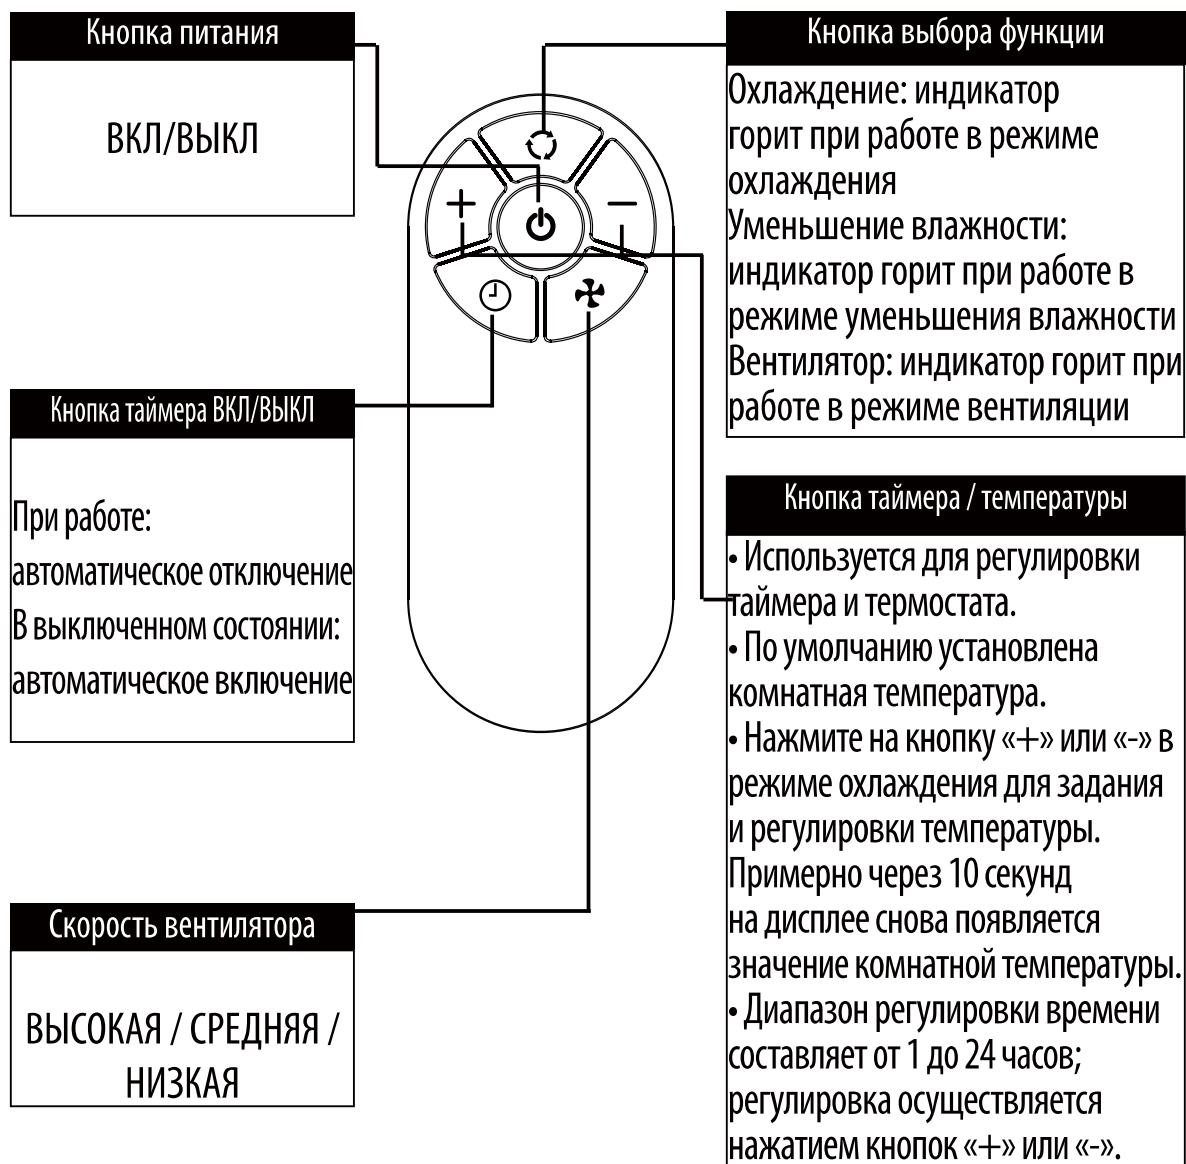 Кнопка питания
ВКЛ/ВЫКЛ
Кнопка выбора функции
Охлаждение: индикатор
горит при работе в режиме
охлаждения
Уменьшение влажности:
индикатор горит при работе в
режиме уменьшения влажности
Вентилятор: индикатор горит при
работе в режиме вентиляции
Кнопка таймера ВКЛ/ВЫКЛ
При работе:
автоматическое отключение
В выключенном состоянии:
автоматическое включение
Кнопка таймера / температуры
• Используется для регулировки
таймера и термостата.
• По умолчанию установлена
комнатная температура.
• Нажмите на кнопку «+» или «-» в
режиме охлаждения для задания
и регулировки температуры.
Примерно через 10 секунд
на дисплее снова появляется
значение комнатной температуры.
• Диапазон регулировки времени
составляет от 1 до 24 часов;
регулировка осуществляется
нажатием кнопок «+» или «-».
Скорость вентилятора
ВЫСОКАЯ / СРЕДНЯЯ /
НИЗКАЯ